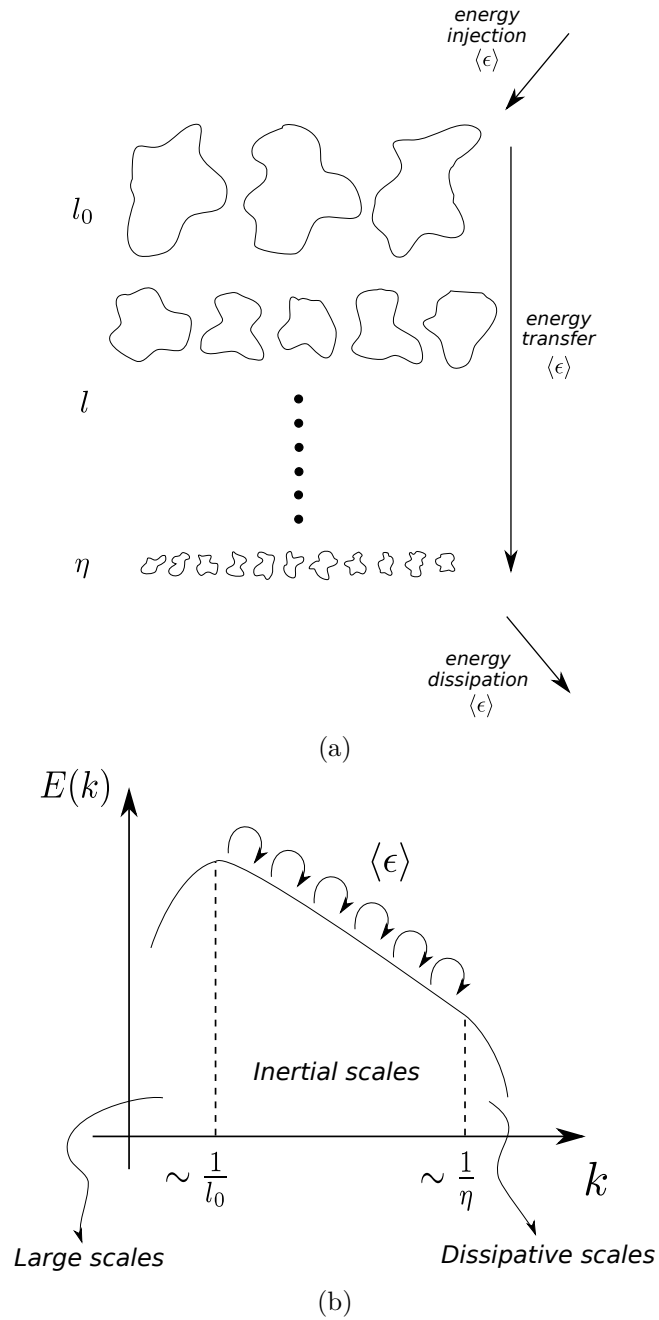 energy
injection
⟨ϵ⟩
l₀
energy
transfer
⟨ϵ⟩
l
η
energy
dissipation
⟨ϵ⟩
(a)
E(k)
⟨ϵ⟩
Inertial scales
∼ 1/l₀
∼ 1/η
k
Large scales
Dissipative scales
(b)